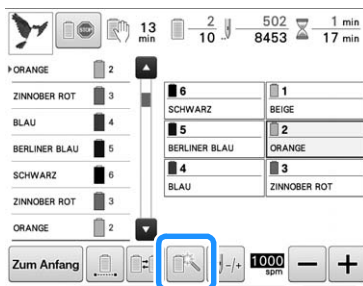 13 min 2 10 502 8453 1 min 17 min
ORANGE 2
ZINNOBER ROT 3
BLAU 4
BERLINER BLAU 5
SCHWARZ 6
ZINNOBER ROT 3
ORANGE 2
6 SCHWARZ
1 BEIGE
5 BERLINER BLAU
2 ORANGE
4 BLAU
3 ZINNOBER ROT
Zum Anfang -/+ 1000 spm − +